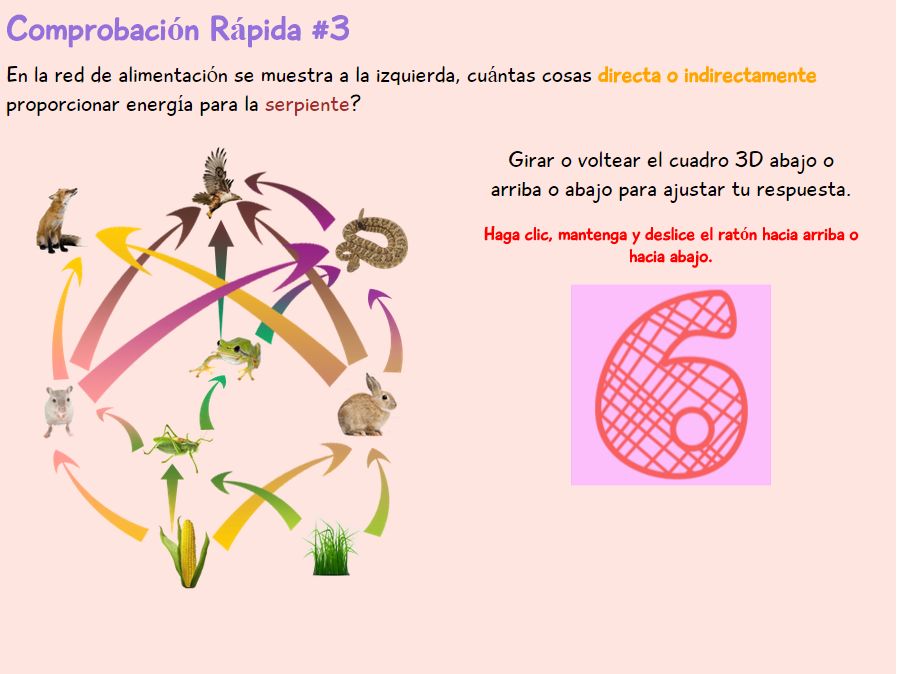 Comprobación Rápida #3
En la red de alimentación se muestra a la izquierda, cuántas cosas directa o indirectamente
proporcionar energía para la serpiente?
Girar o voltear el cuadro 3D abajo o
arriba o abajo para ajustar tu respuesta.
Haga clic, mantenga y deslice el ratón hacia arriba o
hacia abajo.
6